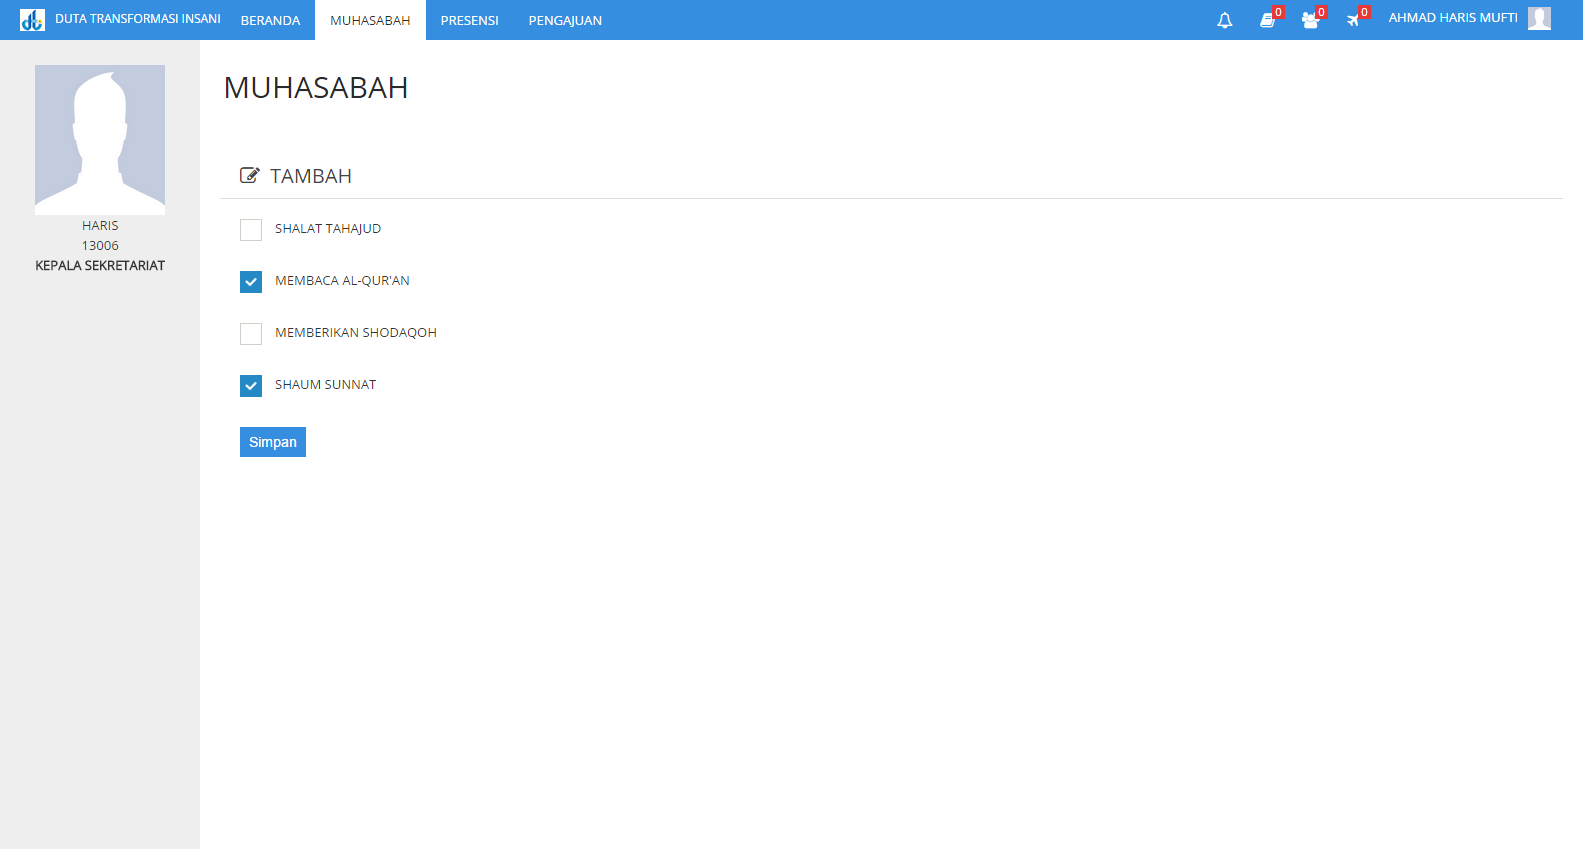 DUTA TRANSFORMASI INSANI BERANDA MUHASABAH PRESENSI PENGAJUAN 0 0 0 AHMAD HARIS MUFTI
HARIS
13006
KEPALA SEKRETARIAT
MUHASABAH
TAMBAH
SHALAT TAHAJUD
MEMBACA AL-QUR'AN
MEMBERIKAN SHODAQOH
SHAUM SUNNAT
Simpan